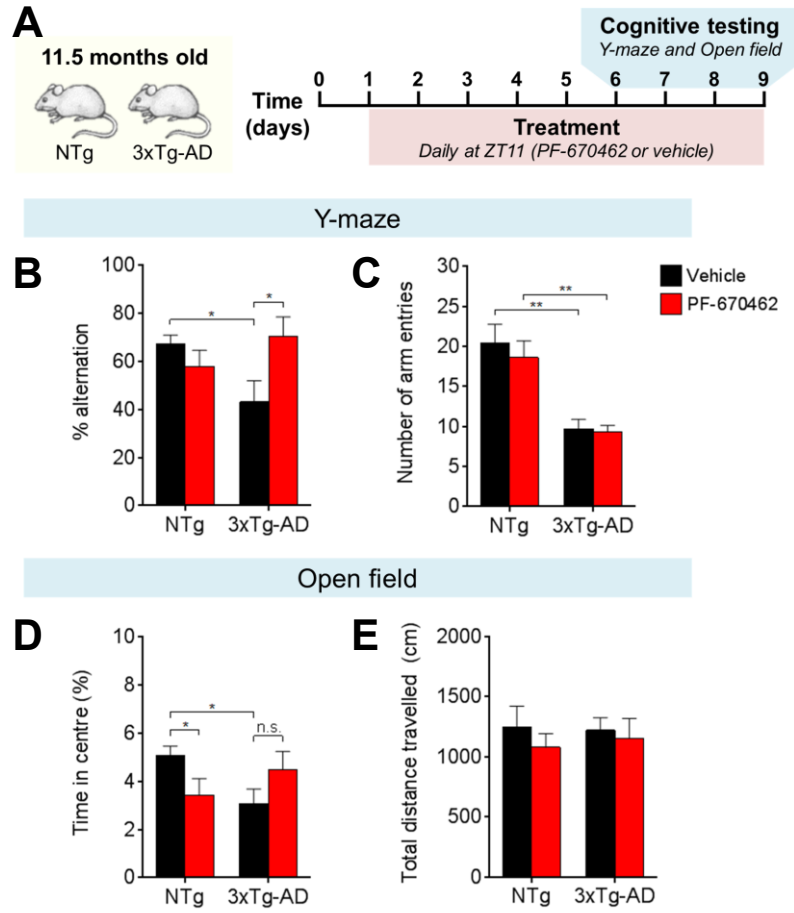 A
11.5 months old
NTg 3xTg-AD
Cognitive testing
Y-maze and Open field
Time
(days)
0 1 2 3 4 5 6 7 8 9
Treatment
Daily at ZT11 (PF-670462 or vehicle)
Y-maze
B
% alternation
100
80
60
40
20
0
*
*
NTg 3xTg-AD
C
Number of arm entries
30
25
20
15
10
5
0
**
**
NTg 3xTg-AD
Vehicle
PF-670462
Open field
D
Time in centre (%)
10
8
6
4
2
0
*
*
n.s.
NTg 3xTg-AD
E
Total distance travelled (cm)
2000
1500
1000
500
0
NTg 3xTg-AD